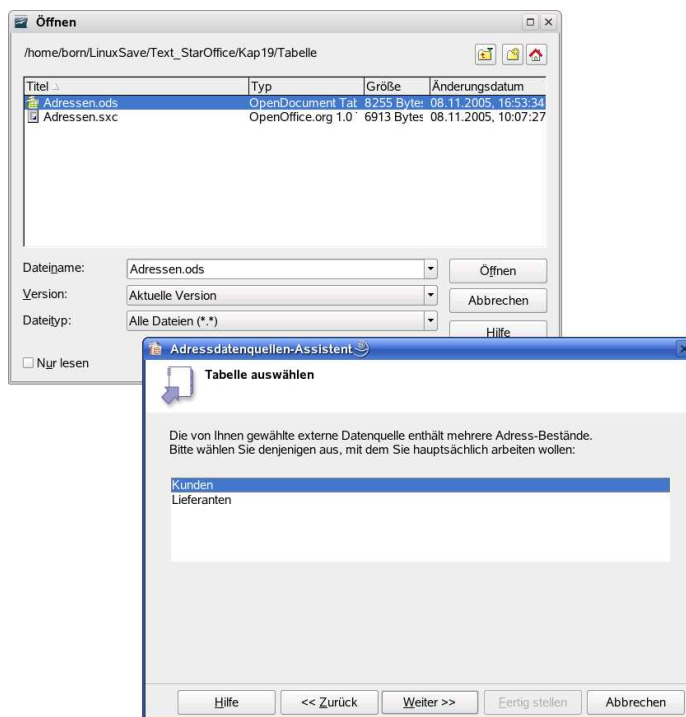 Öffnen
/home/born/LinuxSave/Text_StarOffice/Kap19/Tabelle
Titel Typ Größe Änderungsdatum
Adressen.ods OpenDocument Tab 8255 Bytes 08.11.2005, 16:53:34
Adressen.sxc OpenOffice.org 1.0 6913 Bytes 08.11.2005, 10:07:27
Dateiname: Adressen.ods Öffnen
Version: Aktuelle Version Abbrechen
Dateityp: Alle Dateien (*.*)
Hilfe
Nur lesen
Adressdatenquellen-Assistent
Tabelle auswählen
Die von Ihnen gewählte externe Datenquelle enthält mehrere Adress-Bestände.
Bitte wählen Sie denjenigen aus, mit dem Sie hauptsächlich arbeiten wollen:
Kunden
Lieferanten
Hilfe << Zurück Weiter >> Fertig stellen Abbrechen